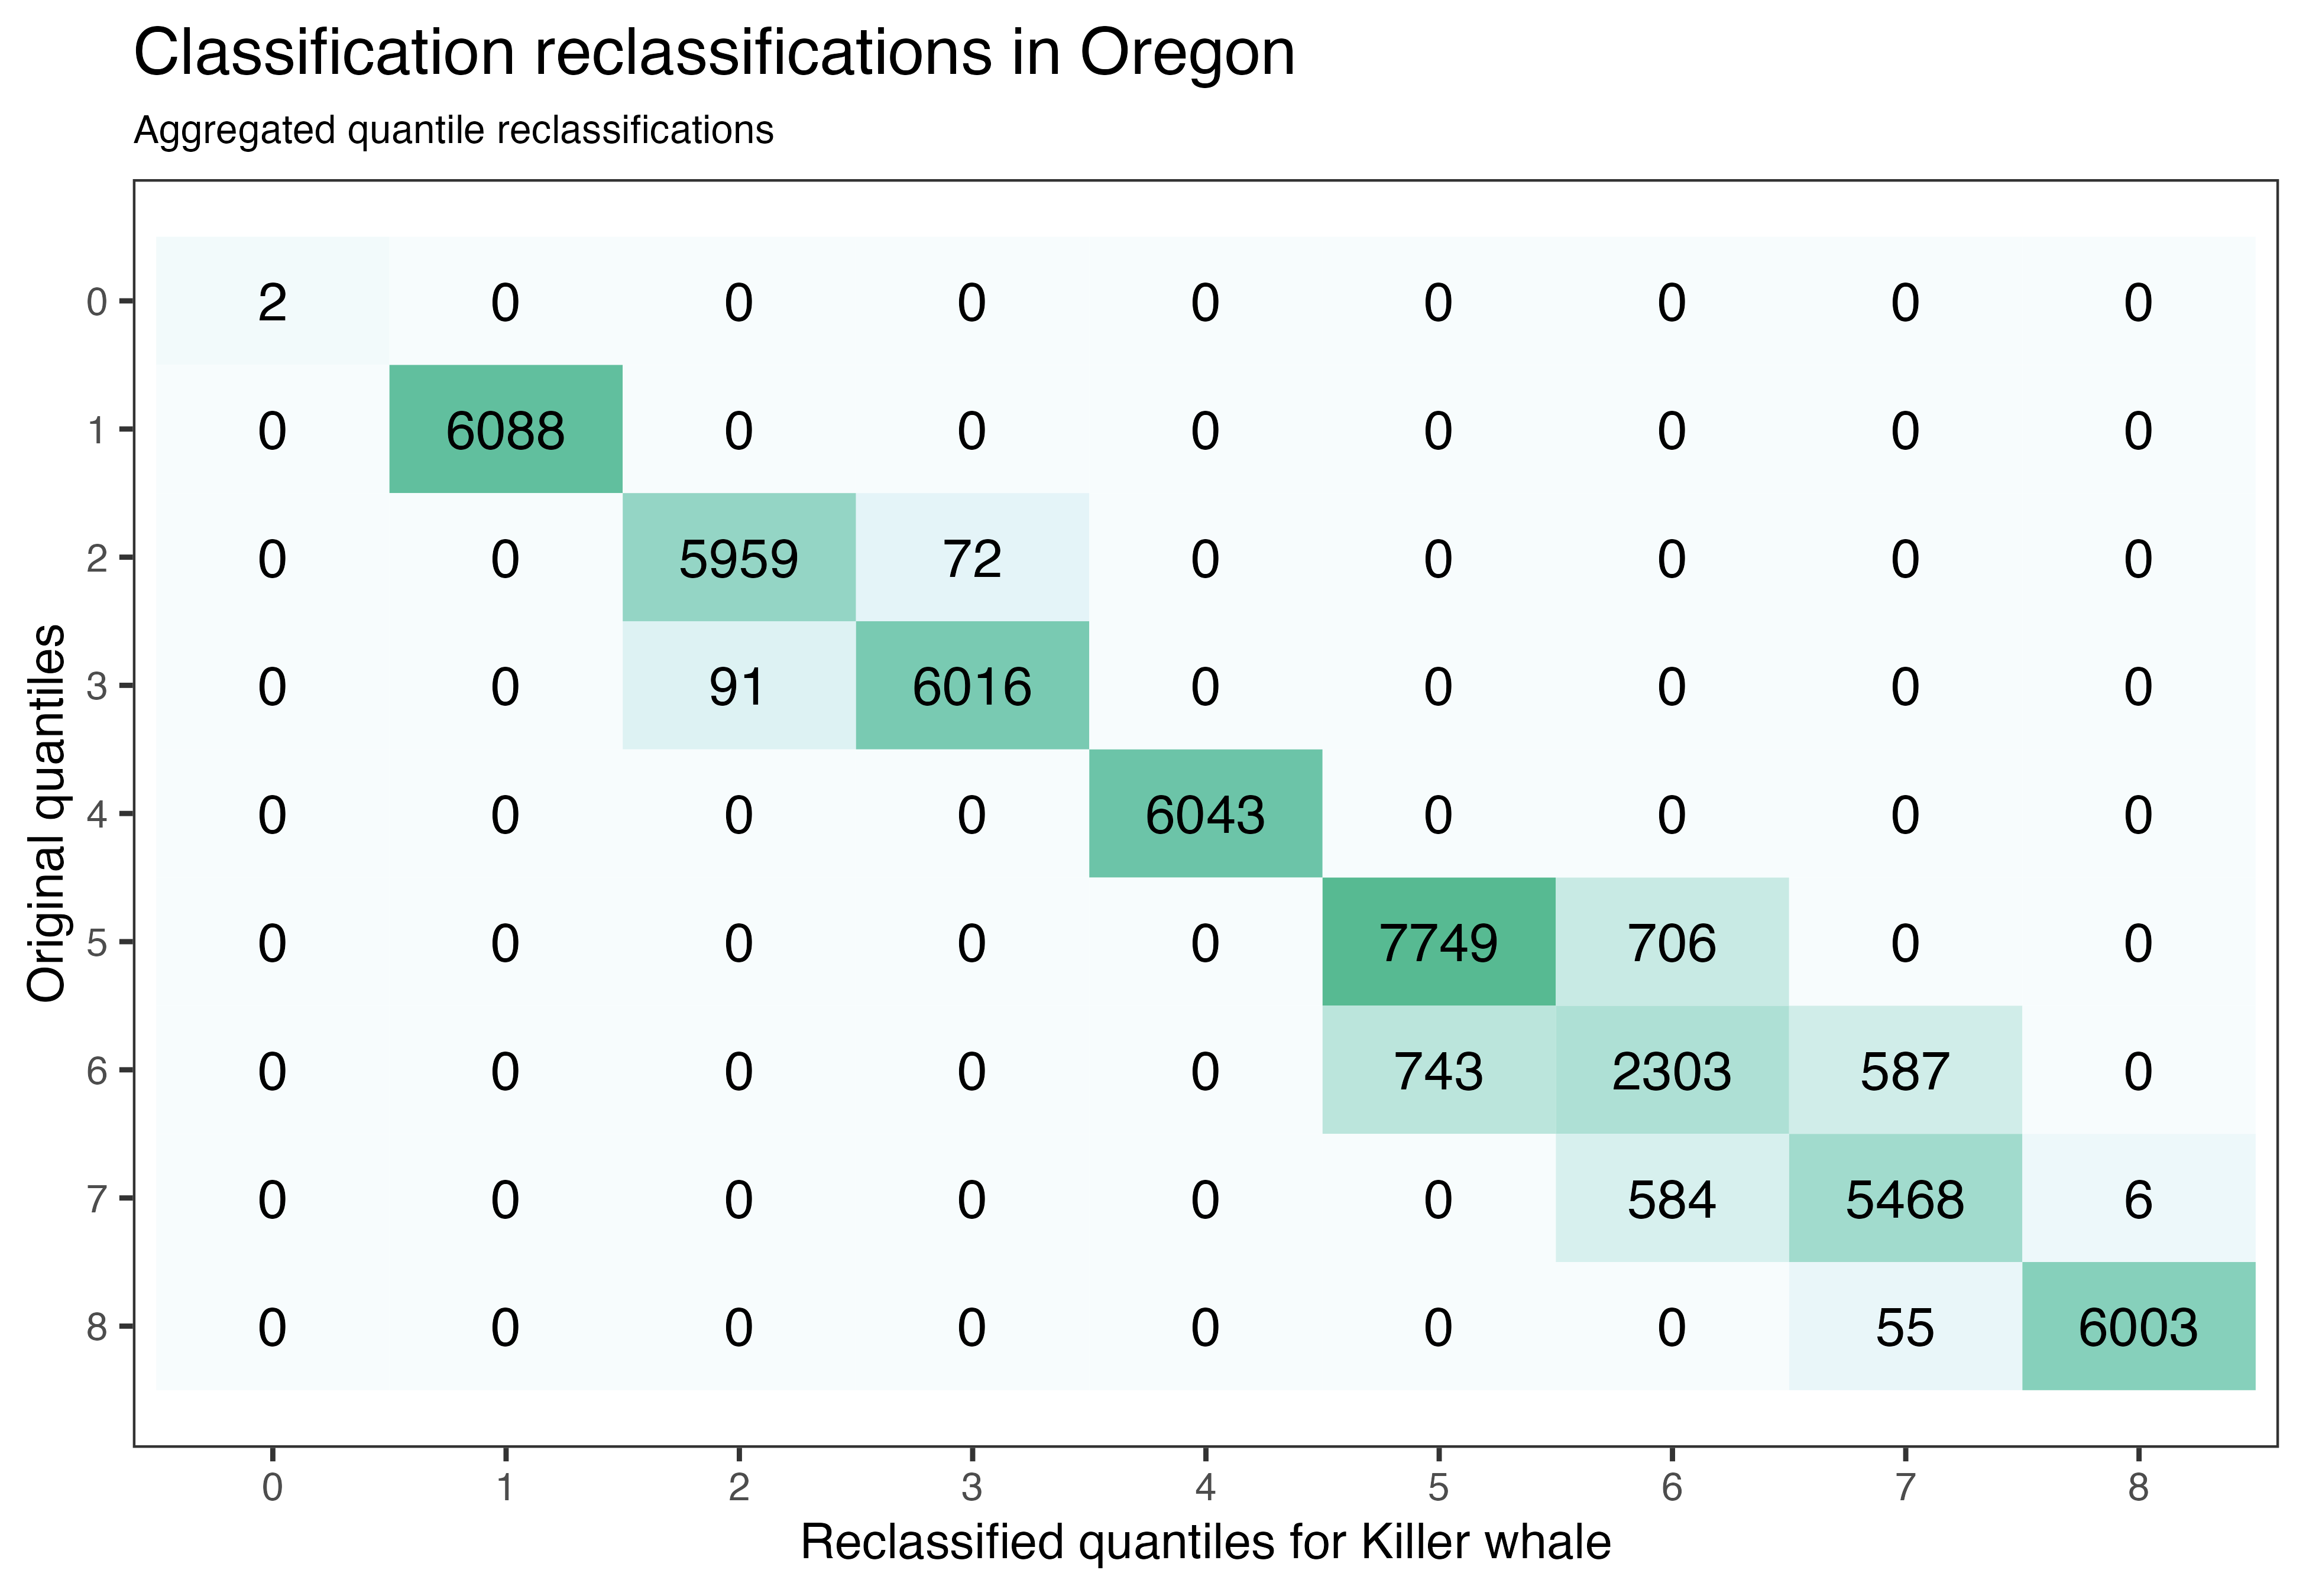 Classification reclassifications in Oregon
Aggregated quantile reclassifications
Original quantiles
0 2 0 0 0 0 0 0 0 0
1 0 6088 0 0 0 0 0 0 0
2 0 0 5959 72 0 0 0 0 0
3 0 0 91 6016 0 0 0 0 0
4 0 0 0 0 6043 0 0 0 0
5 0 0 0 0 0 7749 706 0 0
6 0 0 0 0 0 743 2303 587 0
7 0 0 0 0 0 0 584 5468 6
8 0 0 0 0 0 0 0 55 6003
0 1 2 3 4 5 6 7 8
Reclassified quantiles for Killer whale